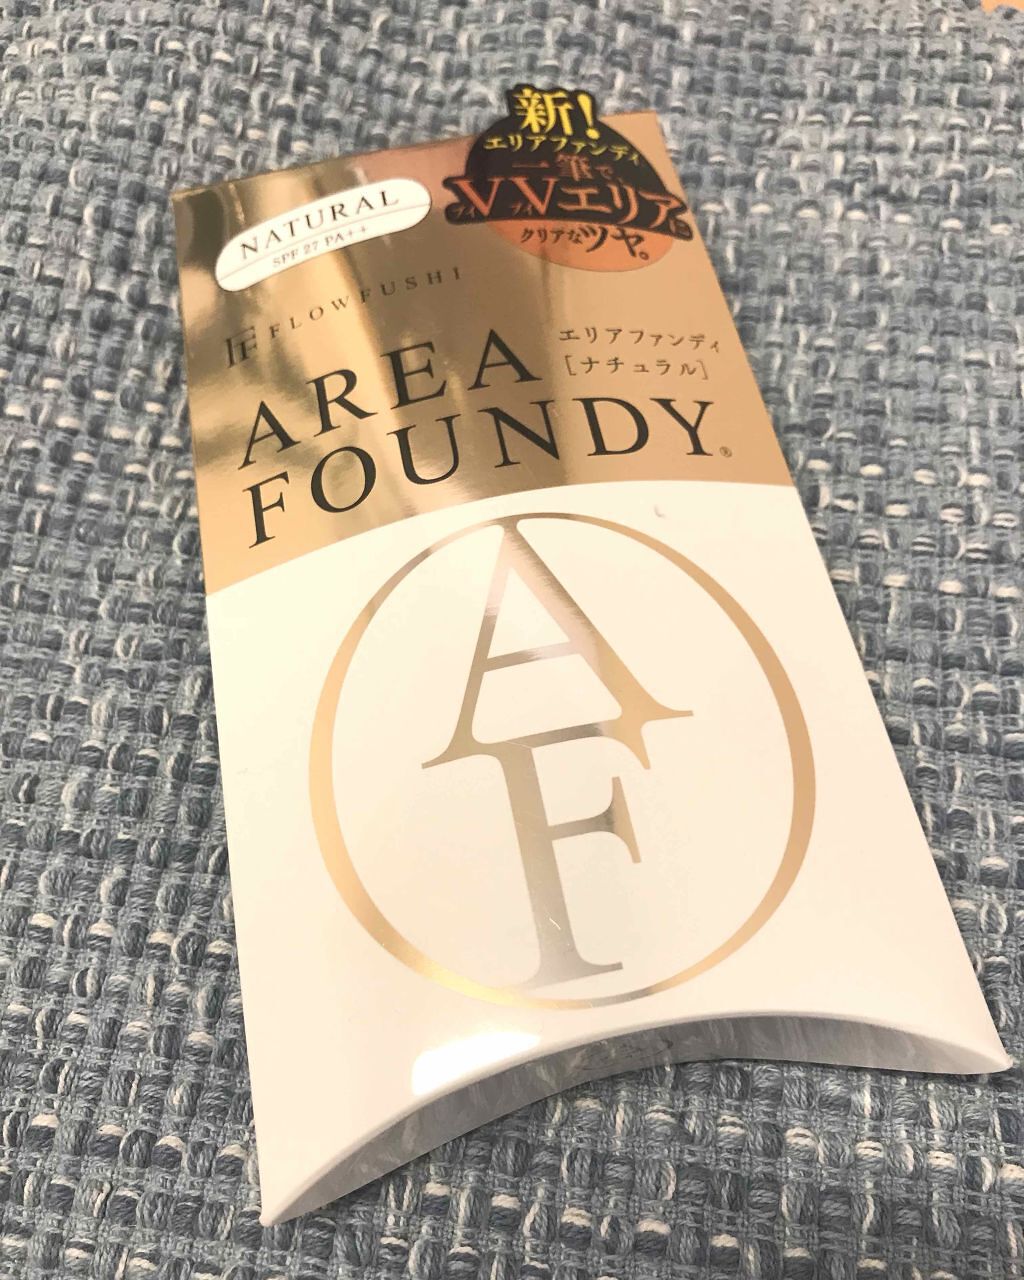 新!
エリアファンディ
一筆で、
VVエリアに
ブイ ブイ
クリアなツヤ。
NATURAL
SPF 27 PA++
FLOWFUSHI
エリアファンディ
[ナチュラル]
AREA
FOUNDY®
AF